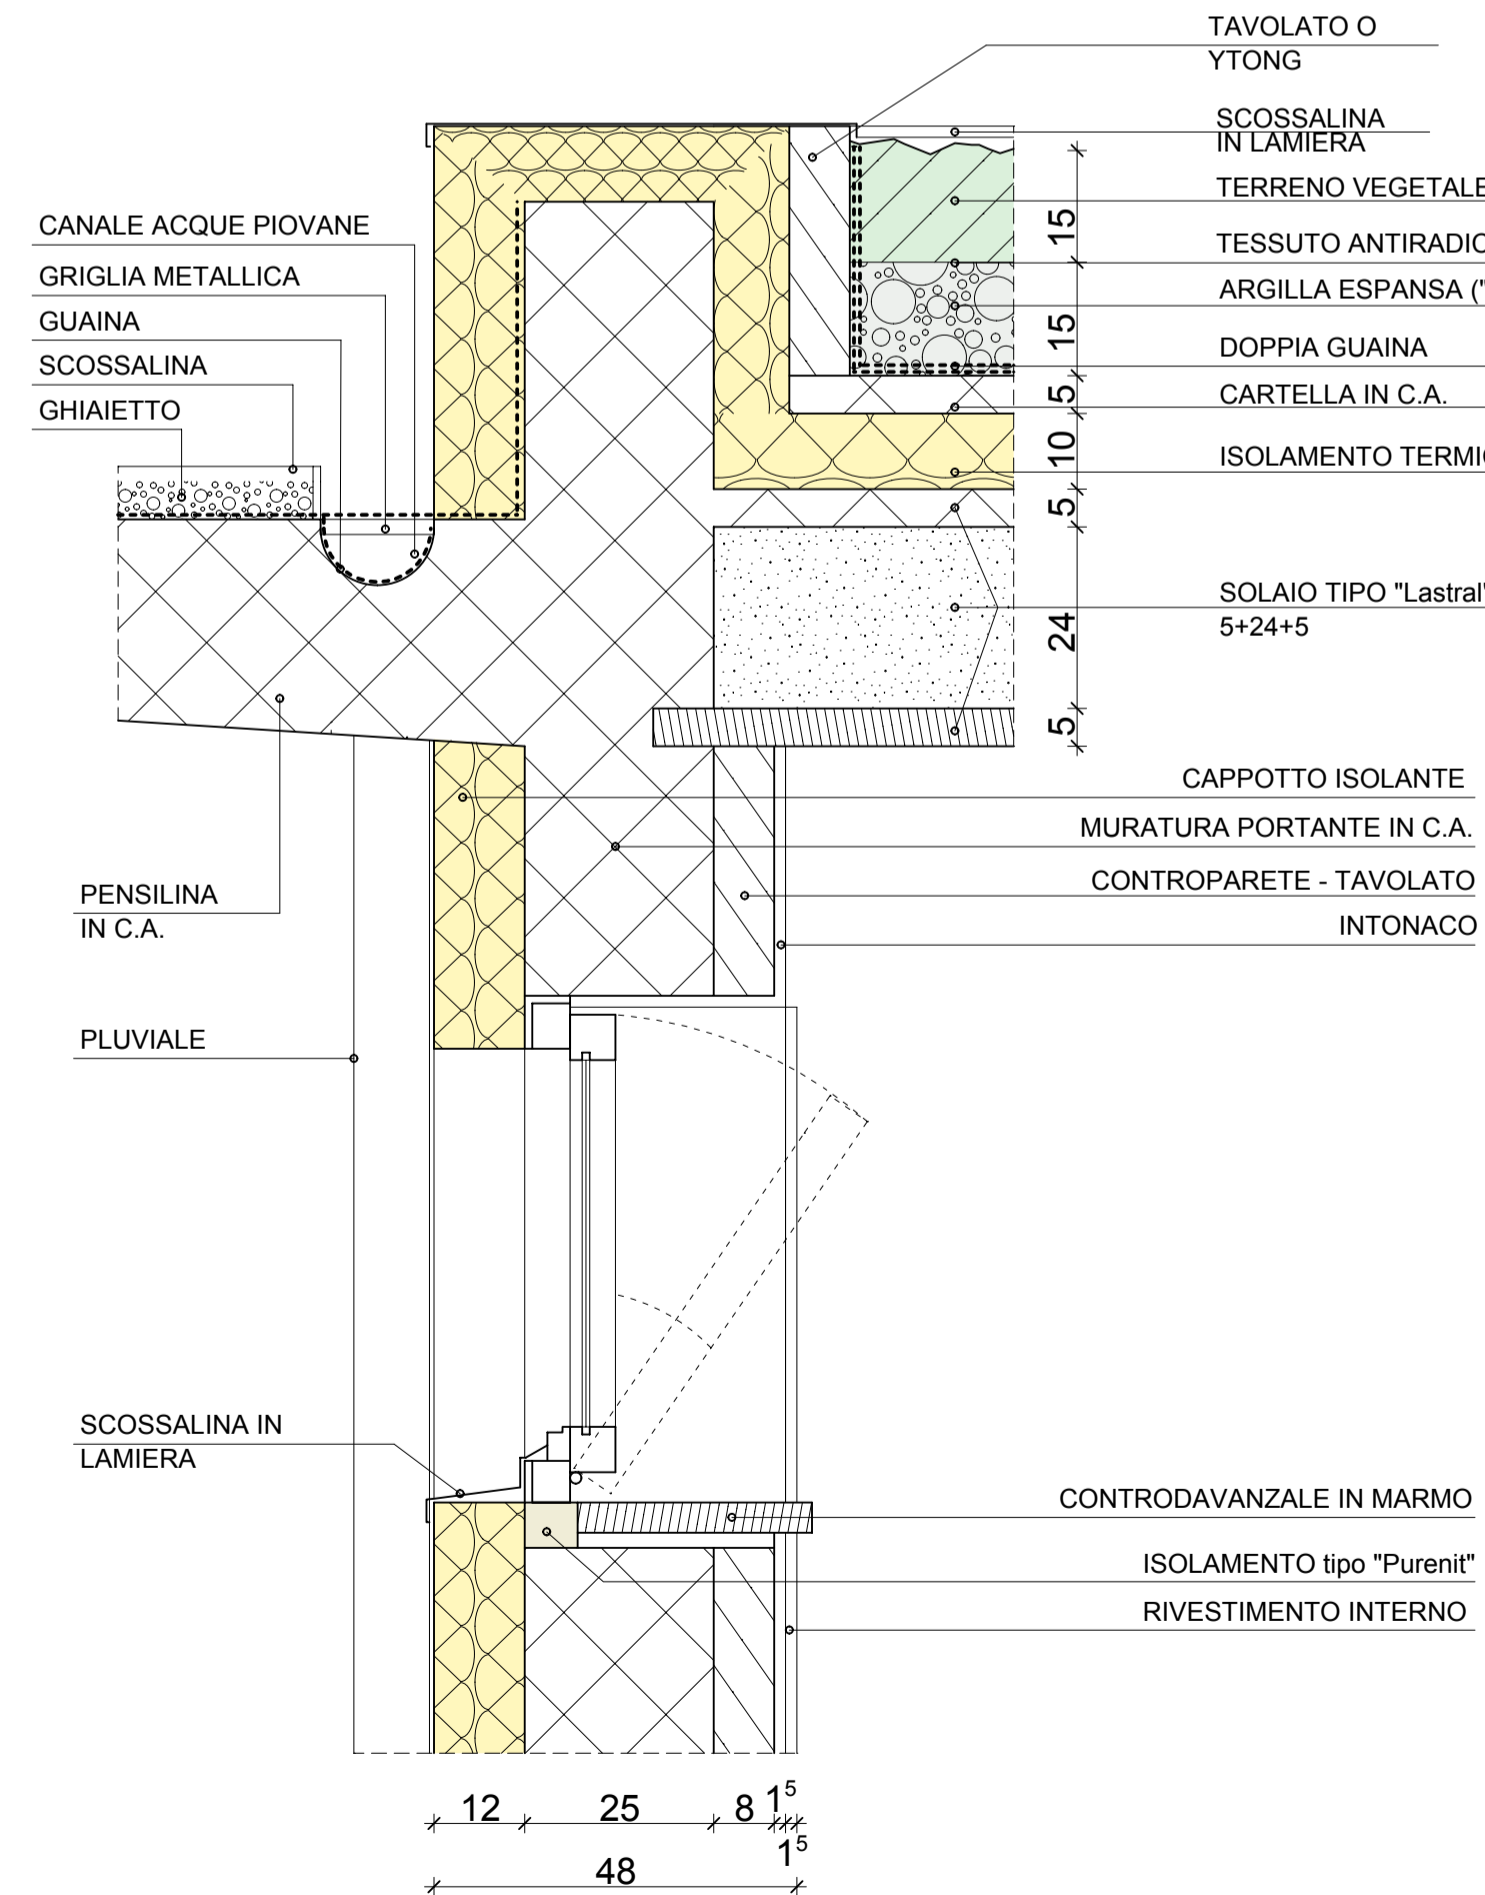 TAVOLATO O
YTONG
SCOSSALINA
IN LAMIERA
TERRENO VEGETALE
TESSUTO ANTIRADIC
ARGILLA ESPANSA ("
DOPPIA GUAINA
CARTELLA IN C.A.
ISOLAMENTO TERMI
SOLAIO TIPO "Lastral"
5+24+5
15
15
5
10
5
24
5
CANALE ACQUE PIOVANE
GRIGLIA METALLICA
GUAINA
SCOSSALINA
GHIAIETTO
CAPPOTTO ISOLANTE
MURATURA PORTANTE IN C.A.
CONTROPARETE - TAVOLATO
INTONACO
PENSILINA
IN C.A.
PLUVIALE
SCOSSALINA IN
LAMIERA
CONTRODAVANZALE IN MARMO
ISOLAMENTO tipo "Purenit"
RIVESTIMENTO INTERNO
12 25 8 1⁵
1⁵
48